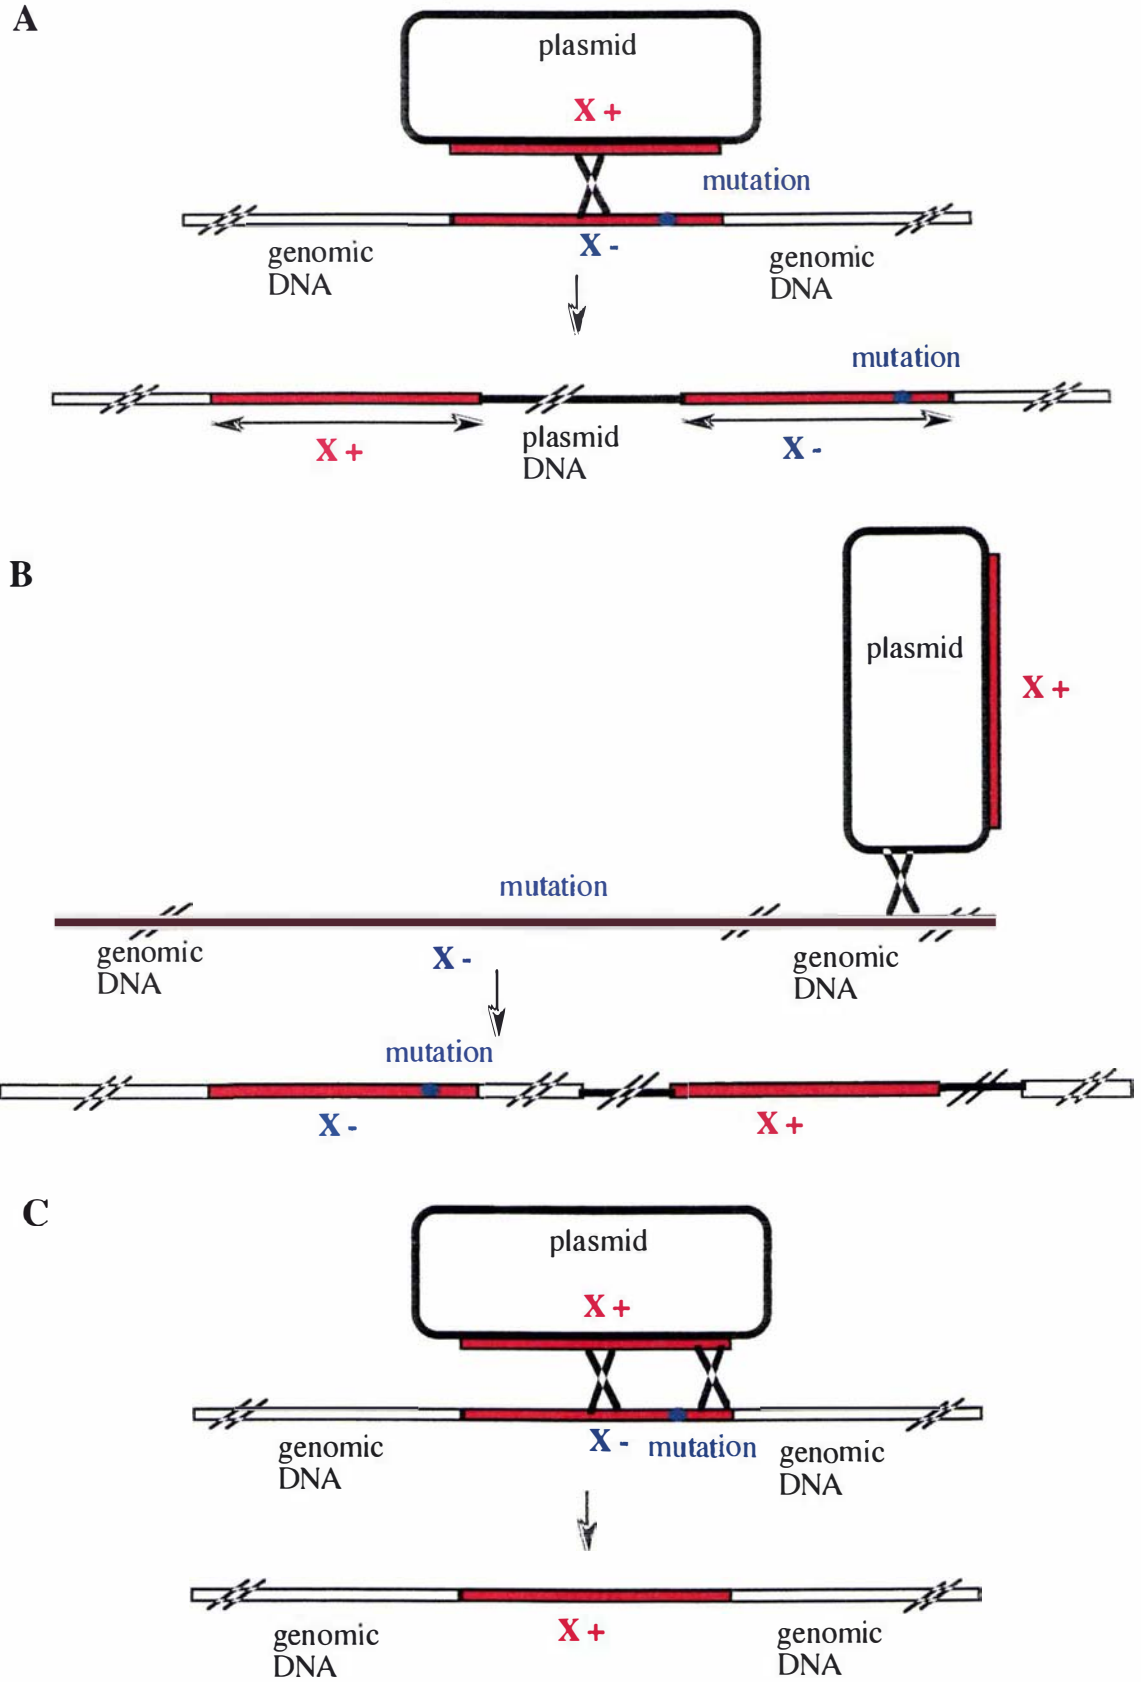 A
plasmid
X +
mutation
genomic
DNA
X -
genomic
DNA
mutation
X +
plasmid
DNA
X -
B
plasmid
X +
mutation
genomic
DNA
X -
genomic
DNA
mutation
X -
X +
C
plasmid
X +
genomic
DNA
X -
mutation
genomic
DNA
genomic
DNA
X +
genomic
DNA